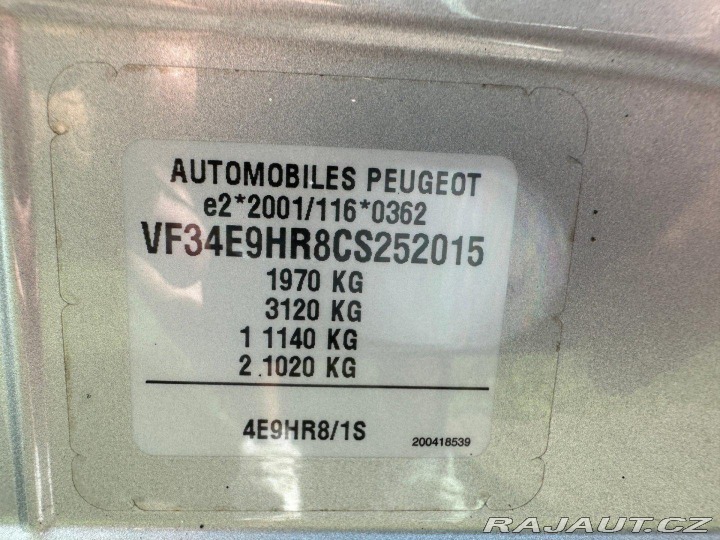 AUTOMOBILES PEUGEOT
e2*2001/116*0362
VF34E9HR8CS252015
1970 KG
3120 KG
1 1140 KG
2 .1020 KG
4E9HR8/1S
200418539
RAJAUT.CZ